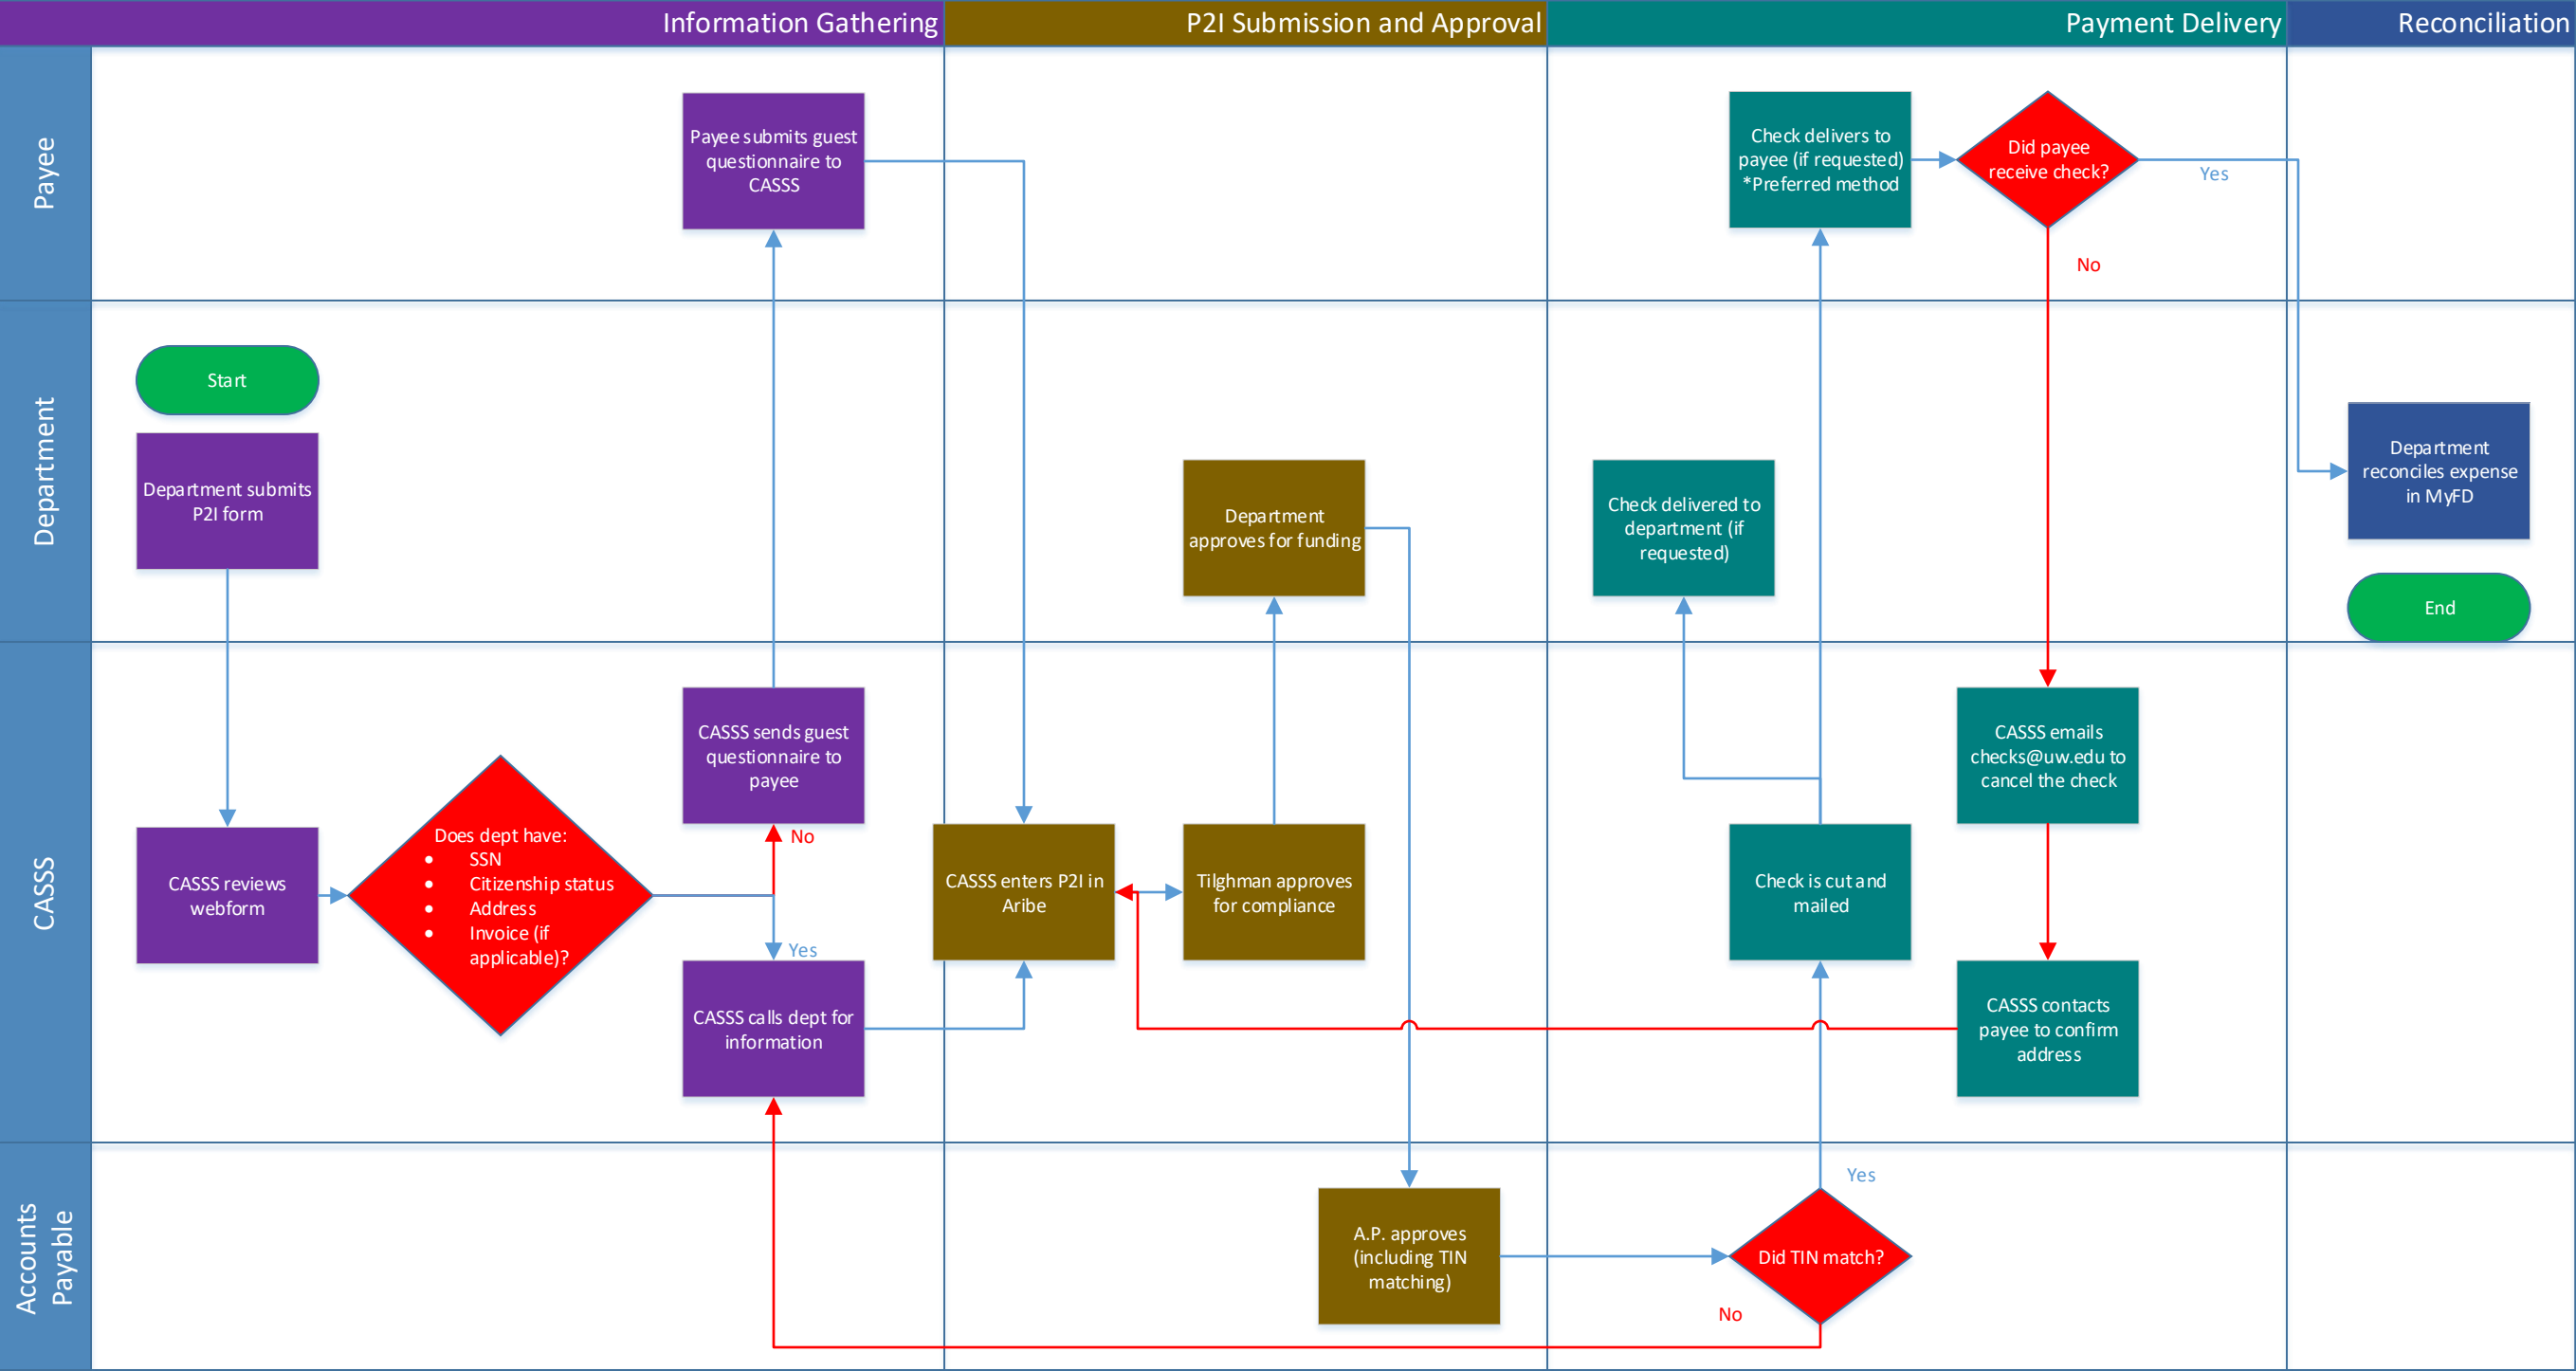 Information Gathering
P2I Submission and Approval
Payment Delivery
Reconciliation
Payee
Payee submits guest
questionnaire to
CASSS
Check delivers to
payee (if requested)
*Preferred method
Did payee
receive check?
Yes
No
Department
Start
Department submits
P2I form
Department
approves for funding
Check delivered to
department (if
requested)
Department
reconciles expense
in MyFD
End
CASSS
CASSS reviews
webform
Does dept have:
• SSN
• Citizenship status
• Address
• Invoice (if
applicable)?
CASSS sends guest
questionnaire to
payee
No
Yes
CASSS calls dept for
information
CASSS enters P2I in
Aribe
Tilghman approves
for compliance
Check is cut and
mailed
CASSS emails
checks@uw.edu to
cancel the check
CASSS contacts
payee to confirm
address
Accounts
Payable
A.P. approves
(including TIN
matching)
Did TIN match?
Yes
No